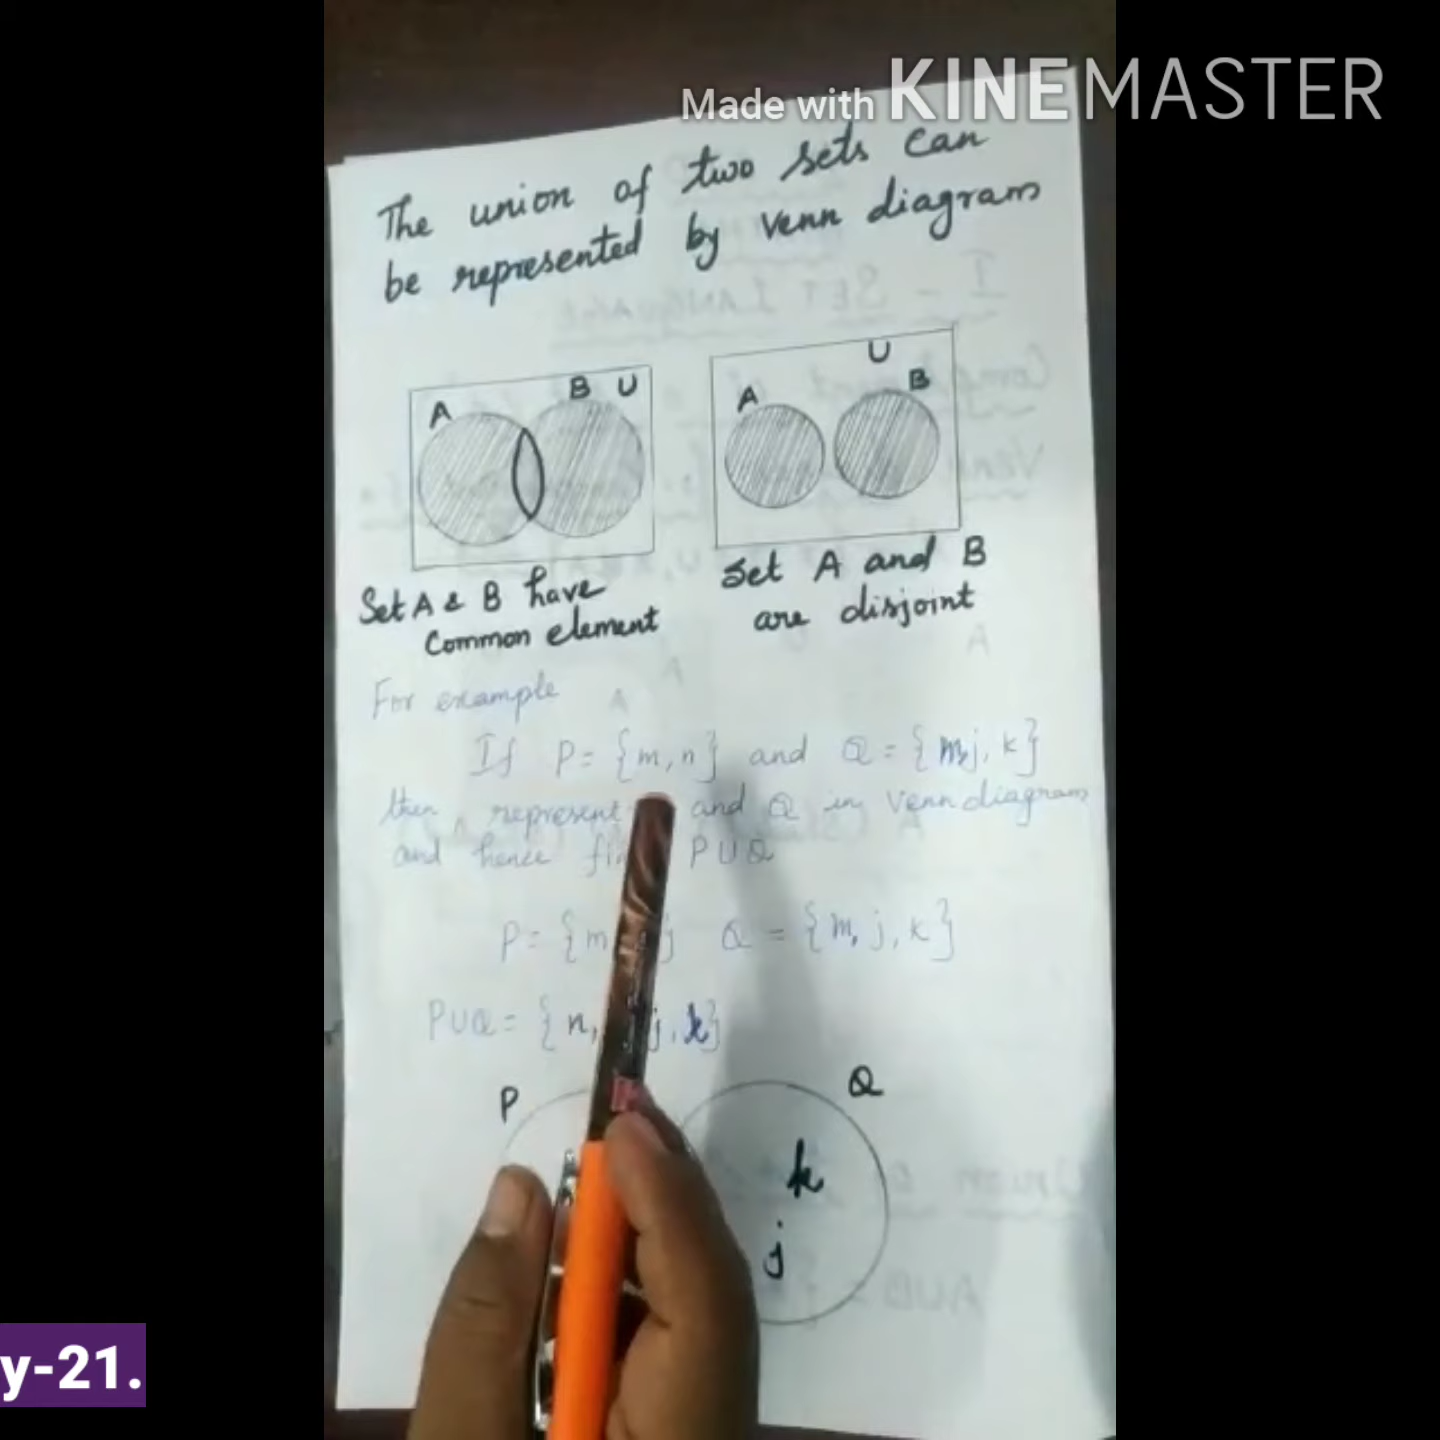 Made with KINEMASTER
The union of two sets can
be represented by venn diagram
A B U
U
A B
Set A & B have
Common element
Set A and B
are disjoint
For example
If P = {m, n} and Q = {m, j, k}
then represent and Q in Venn diagram
and hence PUQ
P = {m Q = {m, j, k}
PUQ = {n, j, k}
P Q
k
j
y-21.